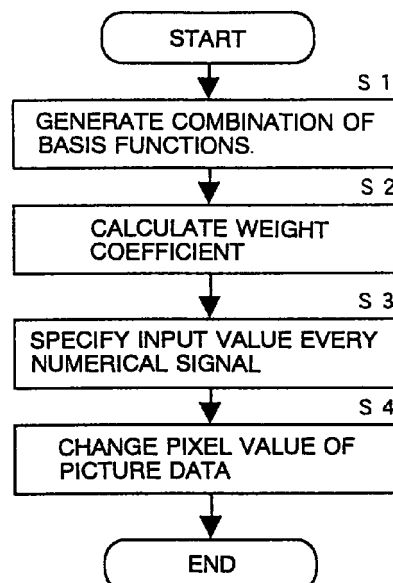 START
S 1
GENERATE COMBINATION OF
BASIS FUNCTIONS.
S 2
CALCULATE WEIGHT
COEFFICIENT
S 3
SPECIFY INPUT VALUE EVERY
NUMERICAL SIGNAL
S 4
CHANGE PIXEL VALUE OF
PICTURE DATA
END